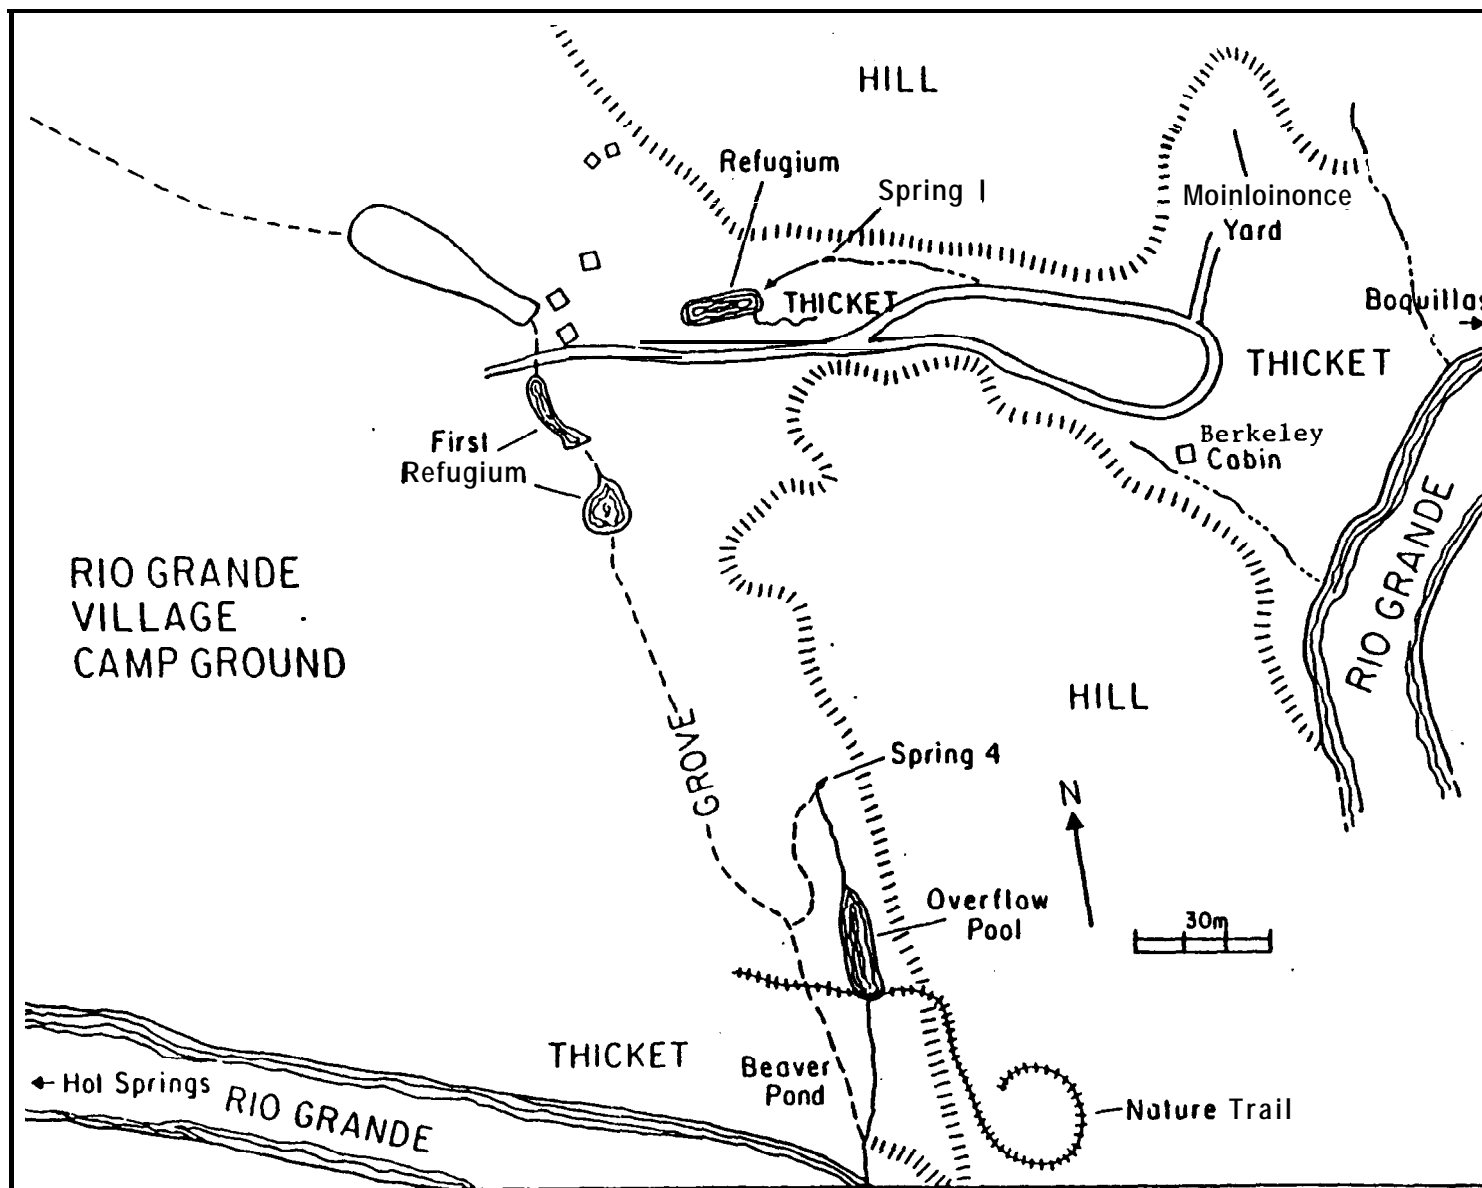 HILL
Refugium
Spring I
Moinloinonce
Yard
THICKET
Boquillas
THICKET
First
Refugium
Berkeley
Cabin
RIO GRANDE
VILLAGE
CAMP GROUND
RIO GRANDE
HILL
GROVE
Spring 4
N
Overflow
Pool
30m
THICKET
Beaver
Pond
Hol Springs
RIO GRANDE
Nature Trail